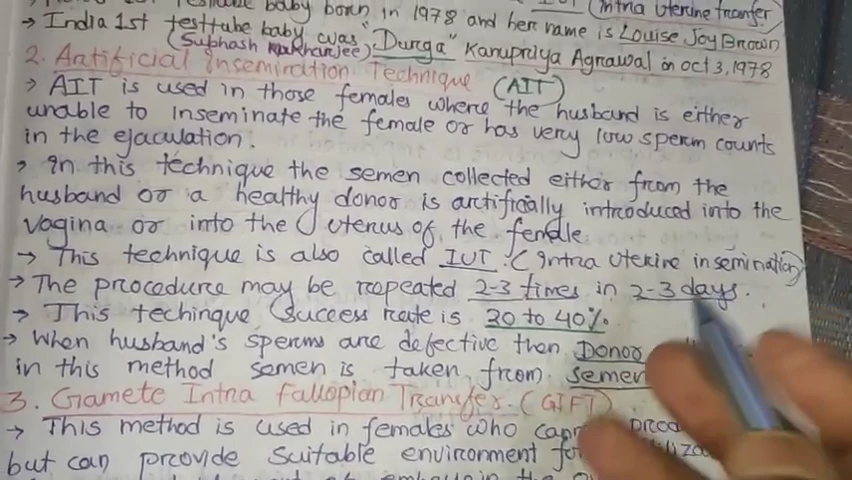 baby born in 1978 and her name is Louise Joy Brown
(Intra Uterine Transfer)
→ India 1st testtube baby was "Durga" Kanupriya Agrawal in oct 3, 1978
(Subhash Mukharjee)
2. Artificial Insemination Technique (AIT)
→ AIT is used in those females where the husband is either
unable to inseminate the female or has very low sperm counts
in the ejaculation.
→ In this technique the semen collected either from the
husband or a healthy donor is artificially introduced into the
vagina or into the uterus of the female.
→ This technique is also called IUT. (Intra Uterine insemination)
→ The procedure may be repeated 2-3 times in 2-3 days.
→ This techinque success rate is 30 to 40%.
→ When husband's sperms are defective then Donor
in this method semen is taken from semen
3. Gamete Intra Fallopian Transfer. (GIFT)
→ This method is used in females who
but can provide suitable environment for